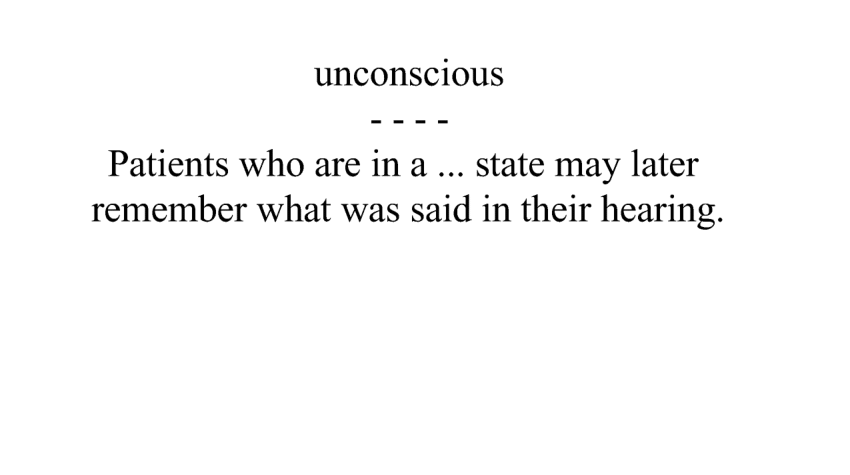 unconscious
- - - -
Patients who are in a ... state may later
remember what was said in their hearing.